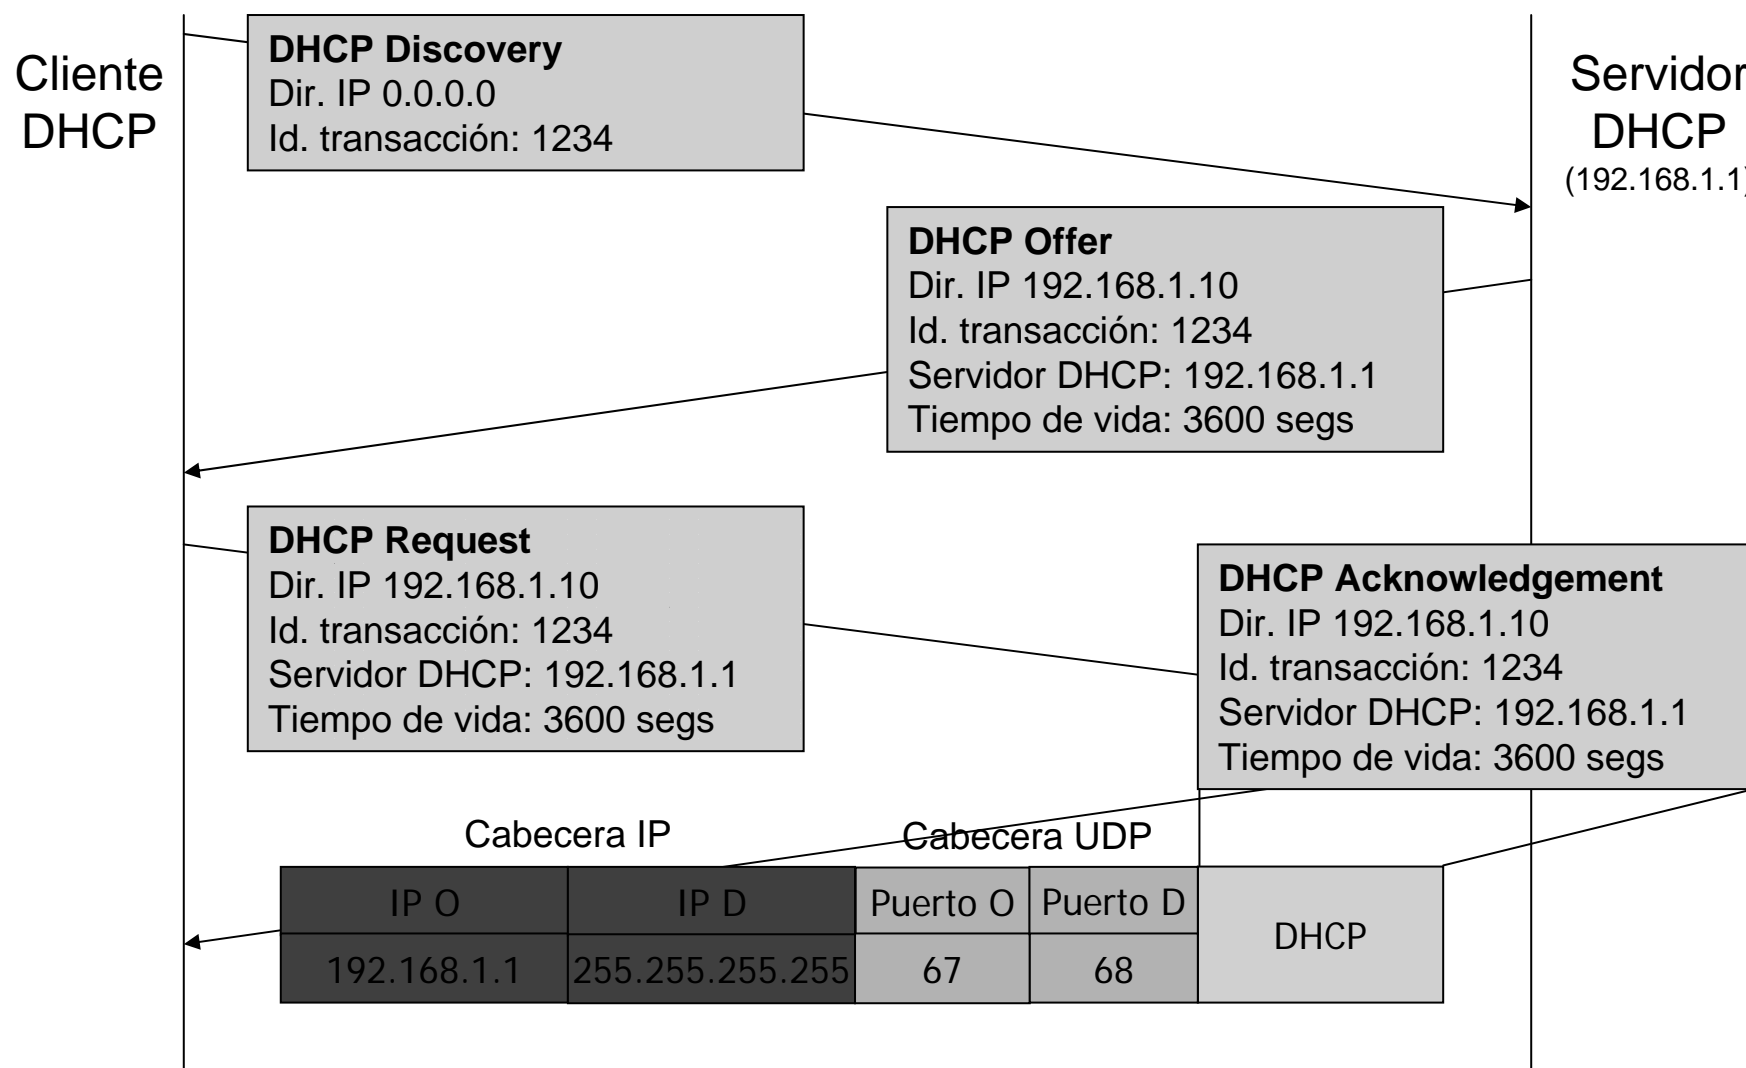 Cliente
DHCP
DHCP Discovery
Dir. IP 0.0.0.0
Id. transacción: 1234
Servidor
DHCP
(192.168.1.1)
DHCP Offer
Dir. IP 192.168.1.10
Id. transacción: 1234
Servidor DHCP: 192.168.1.1
Tiempo de vida: 3600 segs
DHCP Request
Dir. IP 192.168.1.10
Id. transacción: 1234
Servidor DHCP: 192.168.1.1
Tiempo de vida: 3600 segs
DHCP Acknowledgement
Dir. IP 192.168.1.10
Id. transacción: 1234
Servidor DHCP: 192.168.1.1
Tiempo de vida: 3600 segs
Cabecera IP
Cabecera UDP
IP O
IP D
Puerto O
Puerto D
DHCP
192.168.1.1
255.255.255.255
67
68